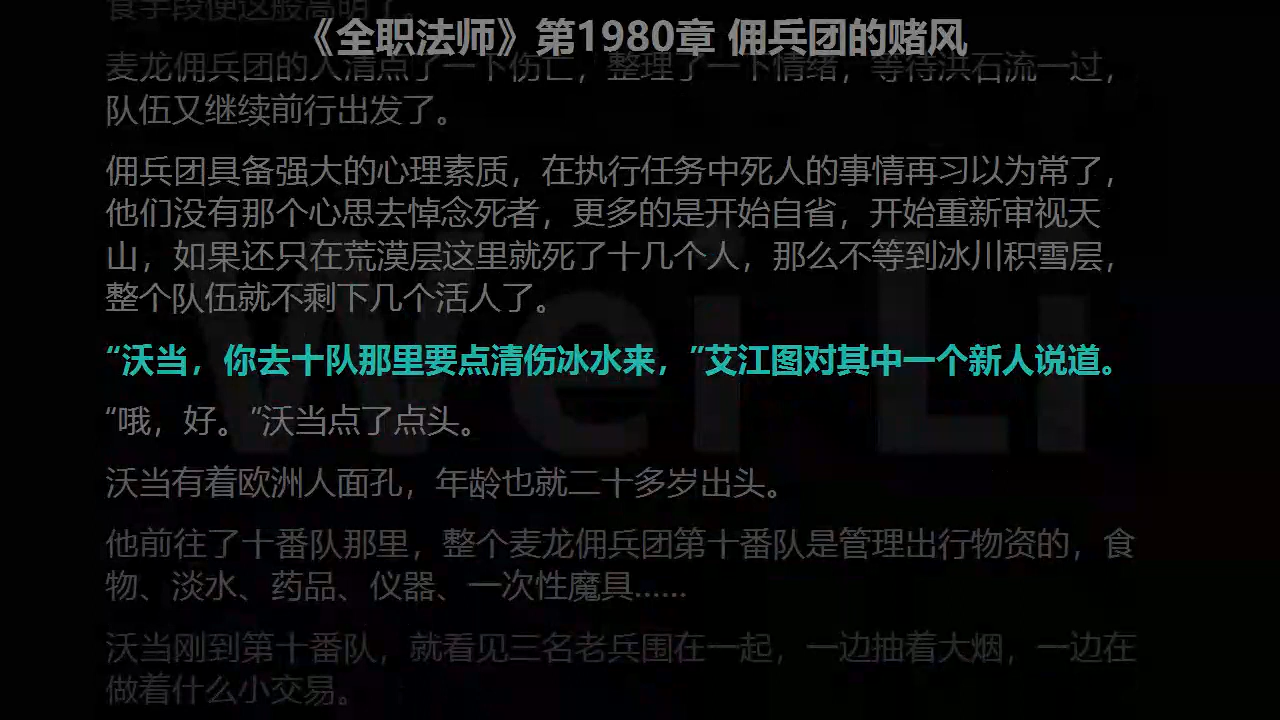 食手段使这般高明了。
《全职法师》第1980章 佣兵团的赌风
麦龙佣兵团的人清点了一下伤亡，整理了一下情绪，等待洪石流一过，
队伍又继续前行出发了。
佣兵团具备强大的心理素质，在执行任务中死人的事情再习以为常了，
他们没有那个心思去悼念死者，更多的是开始自省，开始重新审视天
山，如果还只在荒漠层这里就死了十几个人，那么不等到冰川积雪层，
整个队伍就不剩下几个活人了。
“沃当，你去十队那里要点清伤冰水来，”艾江图对其中一个新人说道。
“哦，好。”沃当点了点头。
沃当有着欧洲人面孔，年龄也就二十多岁出头。
他前往了十番队那里，整个麦龙佣兵团第十番队是管理出行物资的，食
物、淡水、药品、仪器、一次性魔具......
沃当刚到第十番队，就看见三名老兵围在一起，一边抽着大烟，一边在
做着什么小交易。
Wei Li